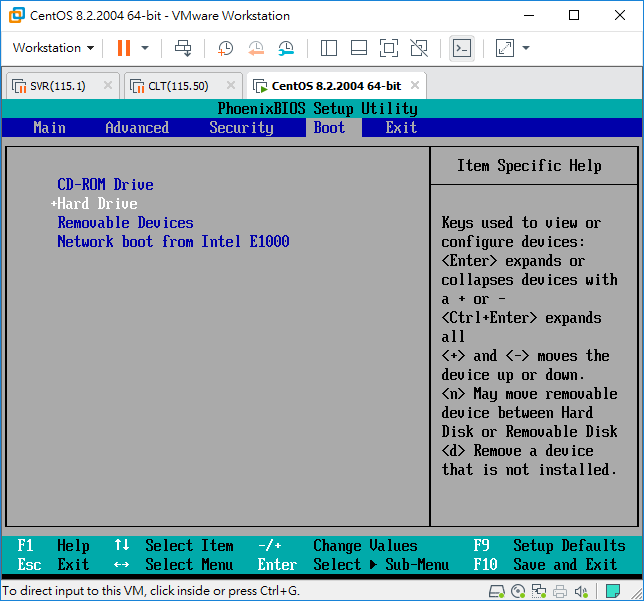 CentOS 8.2.2004 64-bit - VMware Workstation
Workstation
SVR(115.1)
CLT(115.50)
CentOS 8.2.2004 64-bit
PhoenixBIOS Setup Utility
Main Advanced Security Boot Exit
CD-ROM Drive
+Hard Drive
Removable Devices
Network boot from Intel E1000
Item Specific Help
Keys used to view or
configure devices:
<Enter> expands or
collapses devices with
a + or -
<Ctrl+Enter> expands
all
<+> and <-> moves the
device up or down.
<n> May move removable
device between Hard
Disk or Removable Disk
<d> Remove a device
that is not installed.
F1 Help ↑↓ Select Item -/+ Change Values F9 Setup Defaults
Esc Exit ↔ Select Menu Enter Select ▶ Sub-Menu F10 Save and Exit
To direct input to this VM, click inside or press Ctrl+G.